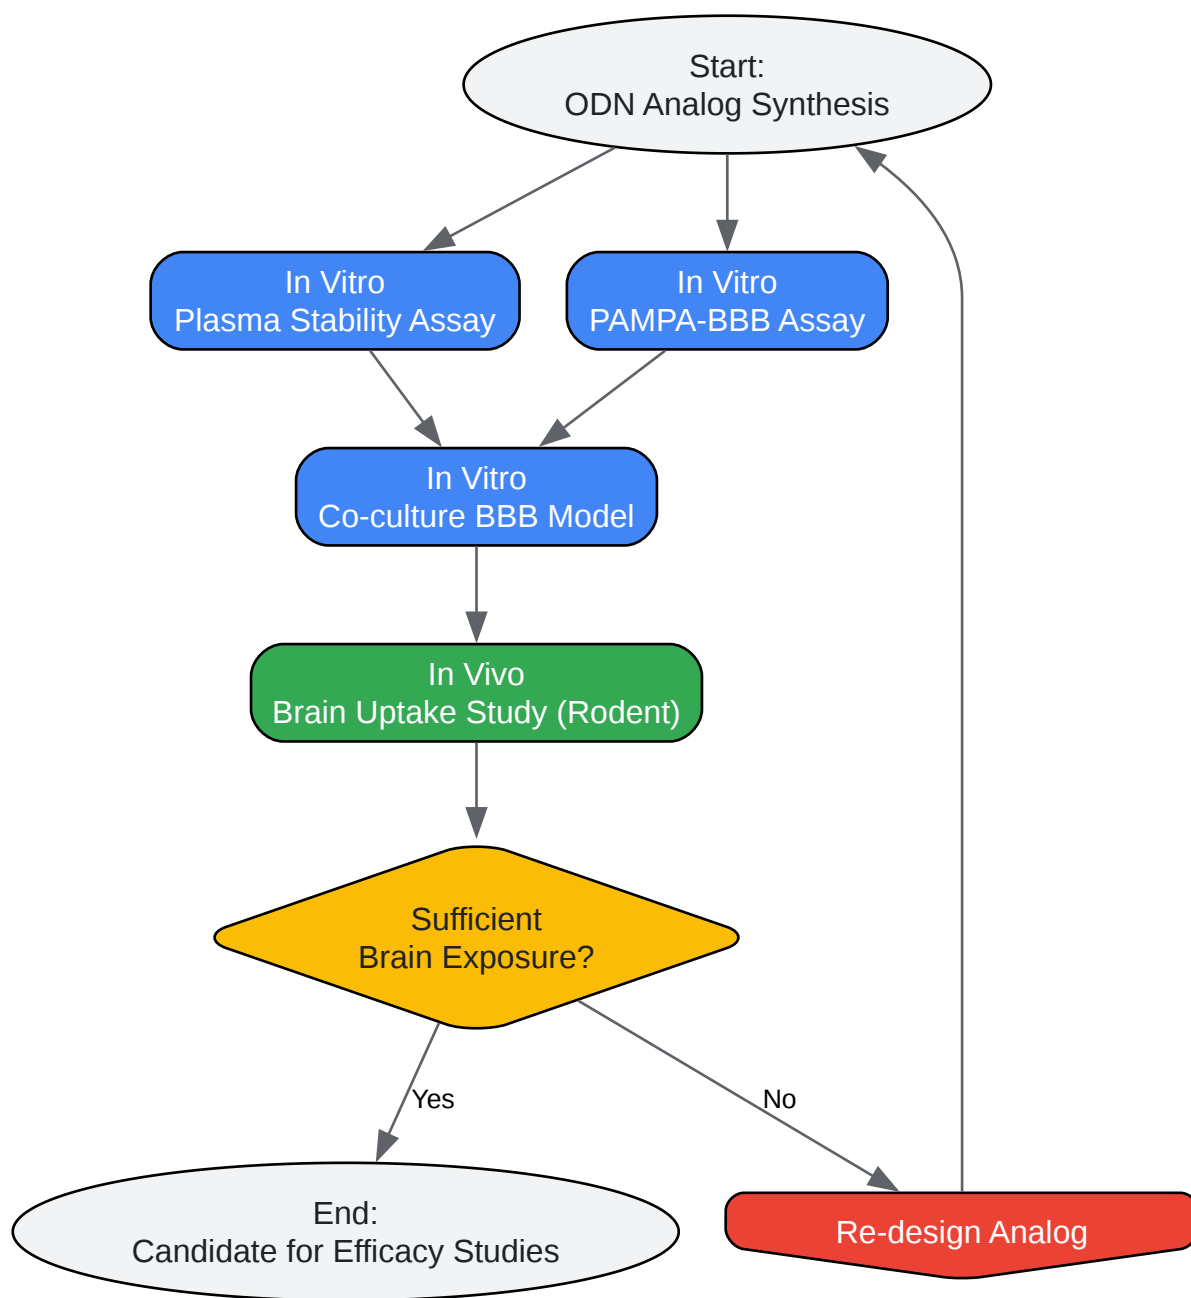 Start:
ODN Analog Synthesis
In Vitro
Plasma Stability Assay
In Vitro
PAMPA-BBB Assay
In Vitro
Co-culture BBB Model
In Vivo
Brain Uptake Study (Rodent)
Sufficient
Brain Exposure?
Yes
No
End:
Candidate for Efficacy Studies
Re-design Analog